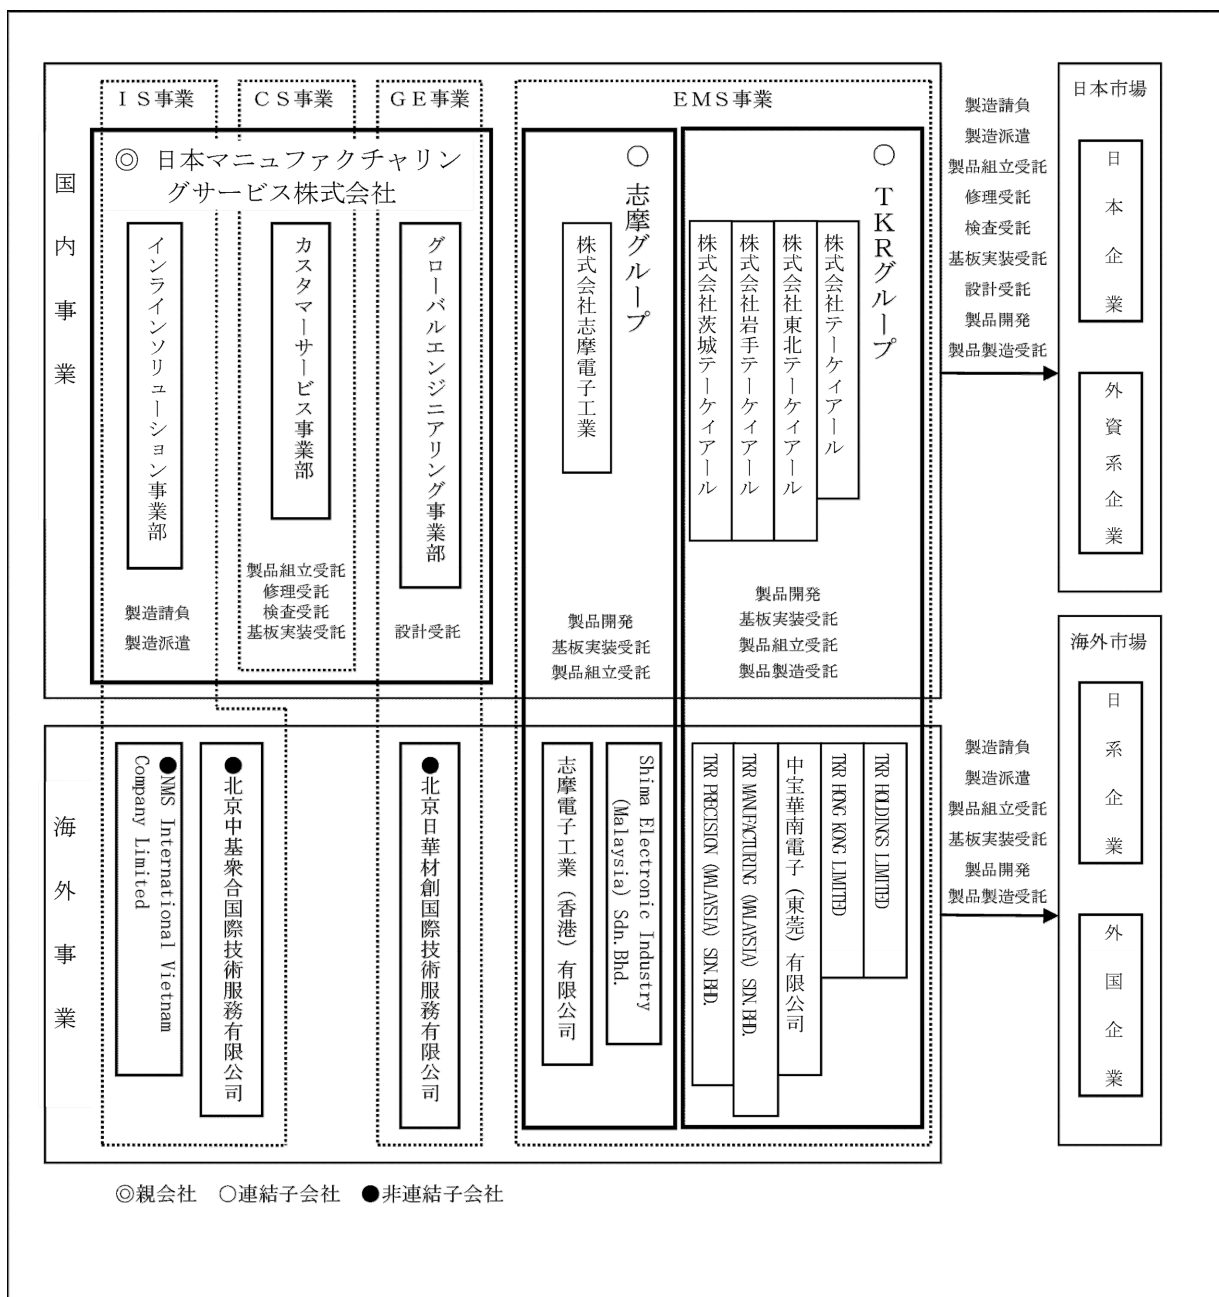 ＩＳ事業
ＣＳ事業
ＧＥ事業
EMS事業
国内事業
◎ 日本マニュファクチャリン
グサービス株式会社
インラインソリューション事業部
製造請負
製造派遣
カスタマーサービス事業部
製品組立受託
修理受託
検査受託
基板実装受託
グローバルエンジニアリング事業部
設計受託
○ 志摩グループ
株式会社志摩電子工業
製品開発
基板実装受託
製品組立受託
○ TKRグループ
株式会社テーケィアール
株式会社東北テーケィアール
株式会社岩手テーケィアール
株式会社茨城テーケィアール
製品開発
基板実装受託
製品組立受託
製品製造受託
製造請負
製造派遣
製品組立受託
修理受託
検査受託
基板実装受託
設計受託
製品開発
製品製造受託
日本市場
日本企業
外資系企業
海外事業
●NMS International Vietnam
Company Limited
●北京中基衆合国際技術服務有限公司
●北京日華材創国際技術服務有限公司
志摩電子工業（香港）有限公司
Shima Electronic Industry
(Malaysia) Sdn. Bhd.
TKR HOLDINGS LIMITED
TKR HONG KONG LIMITED
中宝華南電子（東莞）有限公司
TKR MANUFACTURING (MALAYSIA) SDN. BHD.
TKR PRECISION (MALAYSIA) SDN. BHD.
製造請負
製造派遣
製品組立受託
基板実装受託
製品開発
製品製造受託
海外市場
日系企業
外国企業
◎親会社 ○連結子会社 ●非連結子会社